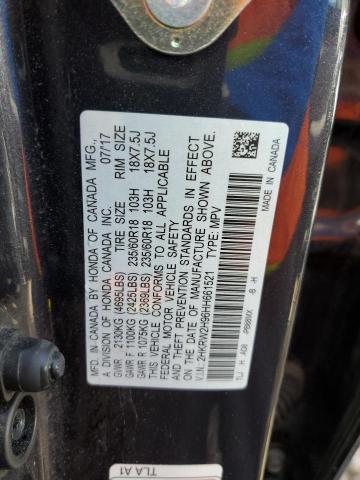 MFD. IN CANADA BY HONDA OF CANADA MFG., 07/17
A DIVISION OF HONDA CANADA INC. TIRE SIZE RIM SIZE
GVWR 2130KG (4695LBS)
GAWR F 1100KG (2425LBS) 235/60R18 103H 18X7.5J
GAWR R 1075KG (2369LBS) 235/60R18 103H 18X7.5J
THIS VEHICLE CONFORMS TO ALL APPLICABLE
FEDERAL MOTOR VEHICLE SAFETY
AND THEFT PREVENTION STANDARDS IN EFFECT
ON THE DATE OF MANUFACTURE SHOWN ABOVE.
V.I.N.: 2HKRW2H96HH661521 TYPE: MPV
MADE IN CANADA
TLA A1